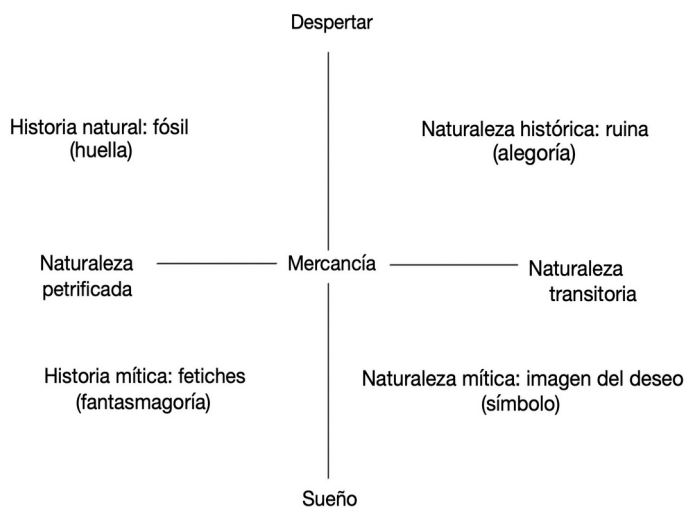 Despertar
Historia natural: fósil
(huella)
Naturaleza histórica: ruina
(alegoría)
Naturaleza
petrificada
Mercancía
Naturaleza
transitoria
Historia mítica: fetiches
(fantasmagoría)
Naturaleza mítica: imagen del deseo
(símbolo)
Sueño